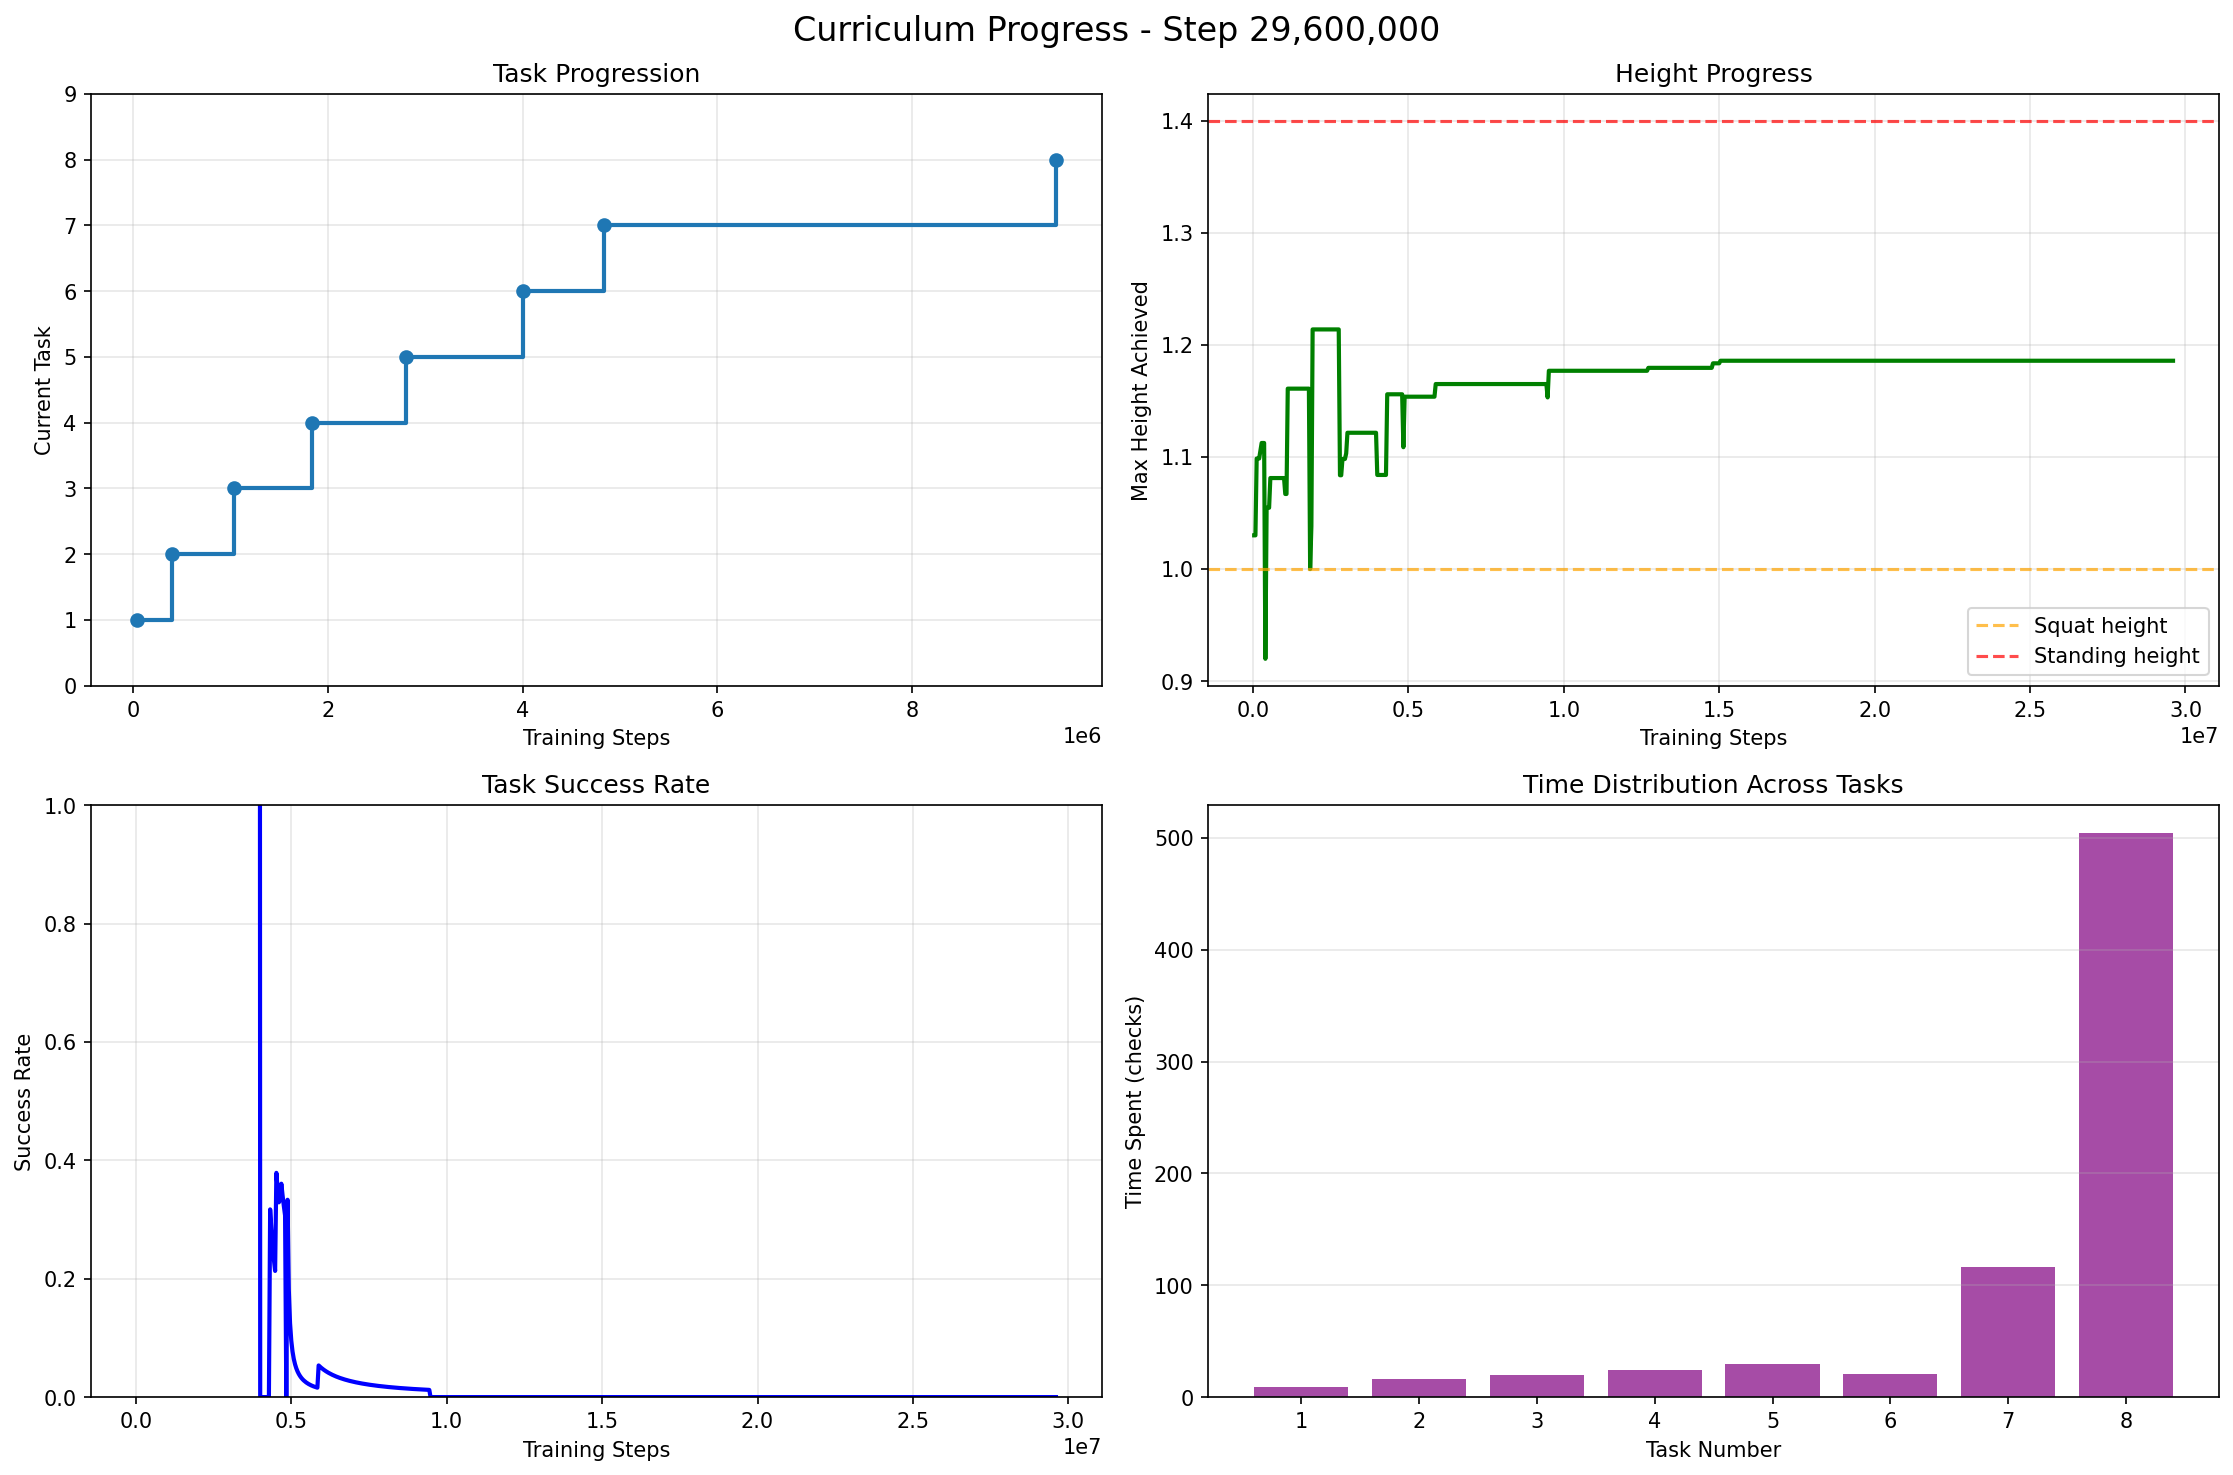 Curriculum Progress - Step 29,600,000
Task Progression
9
8
7
6
5
4
3
2
1
0
Current Task
0 2 4 6 8
1e6
Training Steps
Height Progress
1.4
1.3
1.2
1.1
1.0
0.9
Max Height Achieved
Squat height
Standing height
0.0 0.5 1.0 1.5 2.0 2.5 3.0
1e7
Training Steps
Task Success Rate
1.0
0.8
0.6
0.4
0.2
0.0
Success Rate
0.0 0.5 1.0 1.5 2.0 2.5 3.0
1e7
Training Steps
Time Distribution Across Tasks
500
400
300
200
100
0
Time Spent (checks)
1 2 3 4 5 6 7 8
Task Number